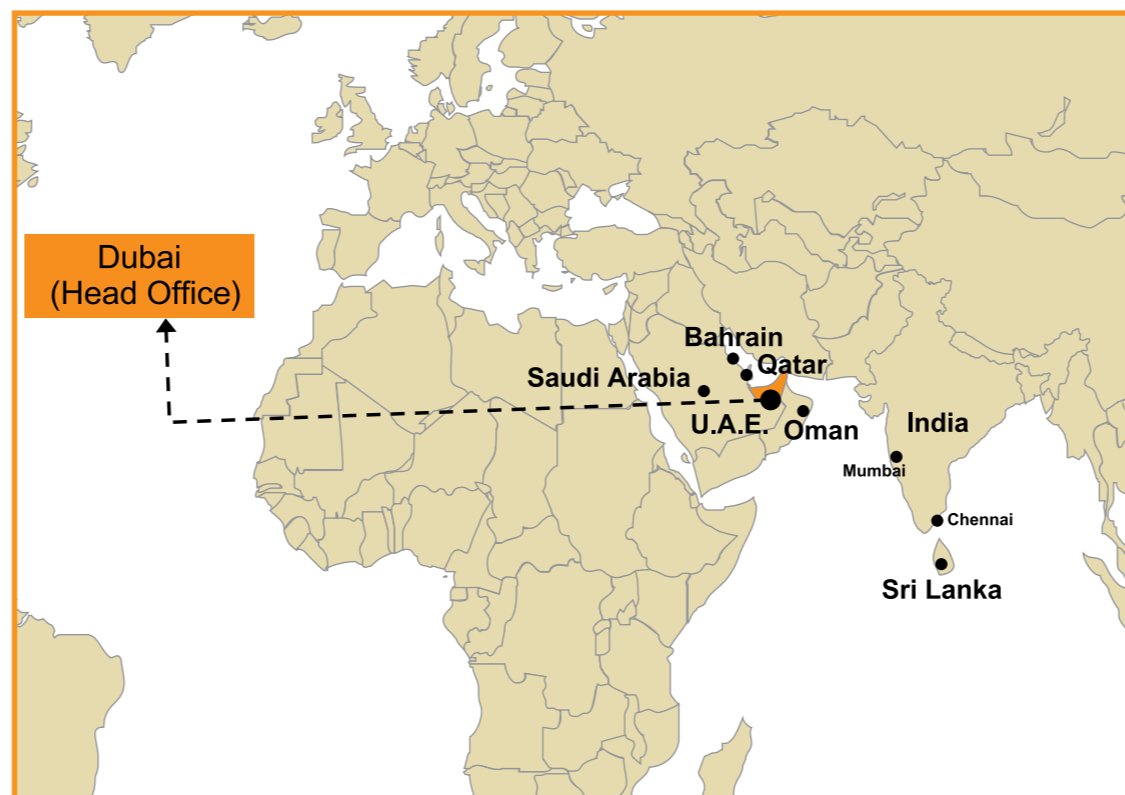 Dubai
(Head Office)
Bahrain
Qatar
Saudi Arabia
U.A.E.
Oman
India
Mumbai
Chennai
Sri Lanka